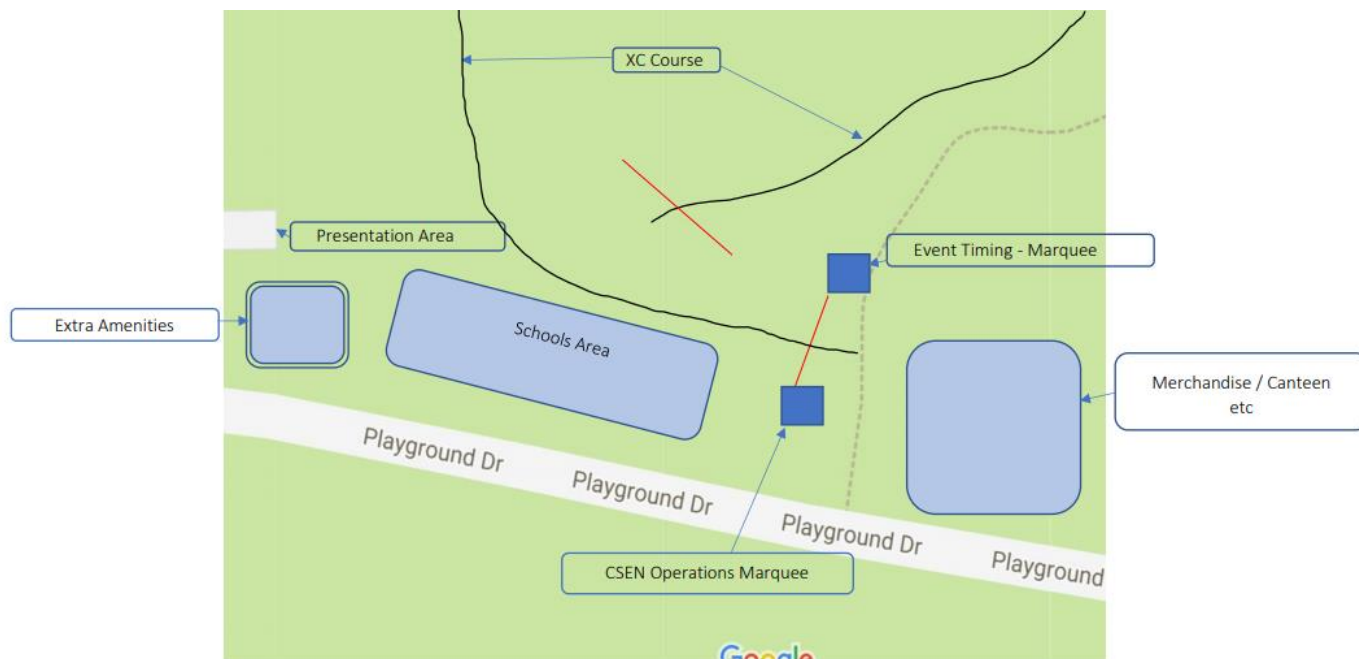 XC Course
Presentation Area
Event Timing - Marquee
Extra Amenities
Schools Area
Merchandise / Canteen
etc
Playground Dr
Playground Dr
Playground Dr
Playground
CSEN Operations Marquee
Google